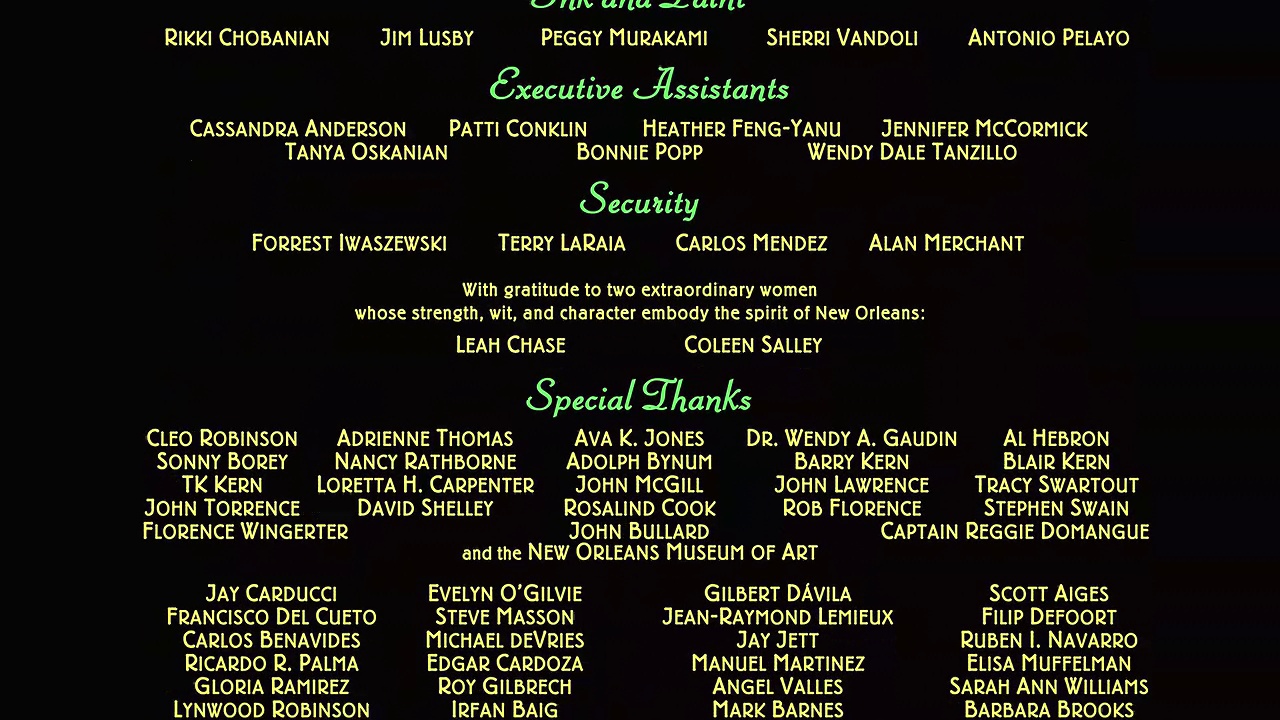 Ink and Paint
RIKKI CHOBANIAN JIM LUSBY PEGGY MURAKAMI SHERRI VANDOLI ANTONIO PELAYO
Executive Assistants
CASSANDRA ANDERSON PATTI CONKLIN HEATHER FENG-YANU JENNIFER MCCORMICK
TANYA OSKANIAN BONNIE POPP WENDY DALE TANZILLO
Security
FORREST IWASZEWSKI TERRY LARAIA CARLOS MENDEZ ALAN MERCHANT
With gratitude to two extraordinary women
whose strength, wit, and character embody the spirit of New Orleans:
LEAH CHASE COLEEN SALLEY
Special Thanks
CLEO ROBINSON ADRIENNE THOMAS AVA K. JONES DR. WENDY A. GAUDIN AL HEBRON
SONNY BOREY NANCY RATHBORNE ADOLPH BYNUM BARRY KERN BLAIR KERN
TK KERN LORETTA H. CARPENTER JOHN MCGILL JOHN LAWRENCE TRACY SWARTOUT
JOHN TORRENCE DAVID SHELLEY ROSALIND COOK ROB FLORENCE STEPHEN SWAIN
FLORENCE WINGERTER JOHN BULLARD CAPTAIN REGGIE DOMANGUE
and the NEW ORLEANS MUSEUM OF ART
JAY CARDUCCI EVELYN O'GILVIE GILBERT DÁVILA SCOTT AIGES
FRANCISCO DEL CUETO STEVE MASSON JEAN-RAYMOND LEMIEUX FILIP DEFOORT
CARLOS BENAVIDES MICHAEL DEVRIES JAY JETT RUBEN I. NAVARRO
RICARDO R. PALMA EDGAR CARDOZA MANUEL MARTINEZ ELISA MUFFELMAN
GLORIA RAMIREZ ROY GILBRECH ANGEL VALLES SARAH ANN WILLIAMS
LYNWOOD ROBINSON IRFAN BAIG MARK BARNES BARBARA BROOKS